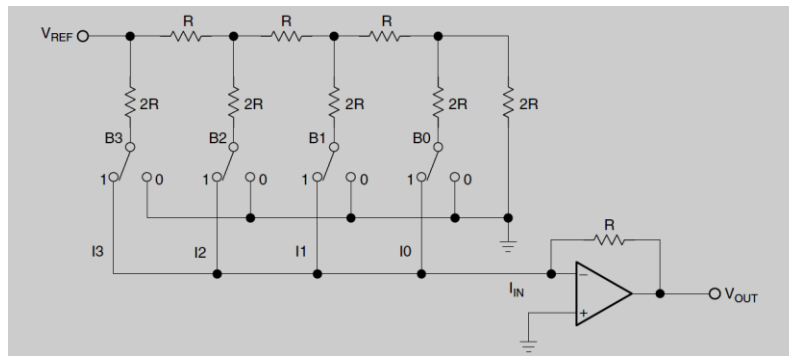 R R R
VREF
2R 2R 2R 2R 2R
B3 B2 B1 B0
1 0 1 0 1 0 1 0
R
I3 I2 I1 I0
IIN
−
VOUT
+